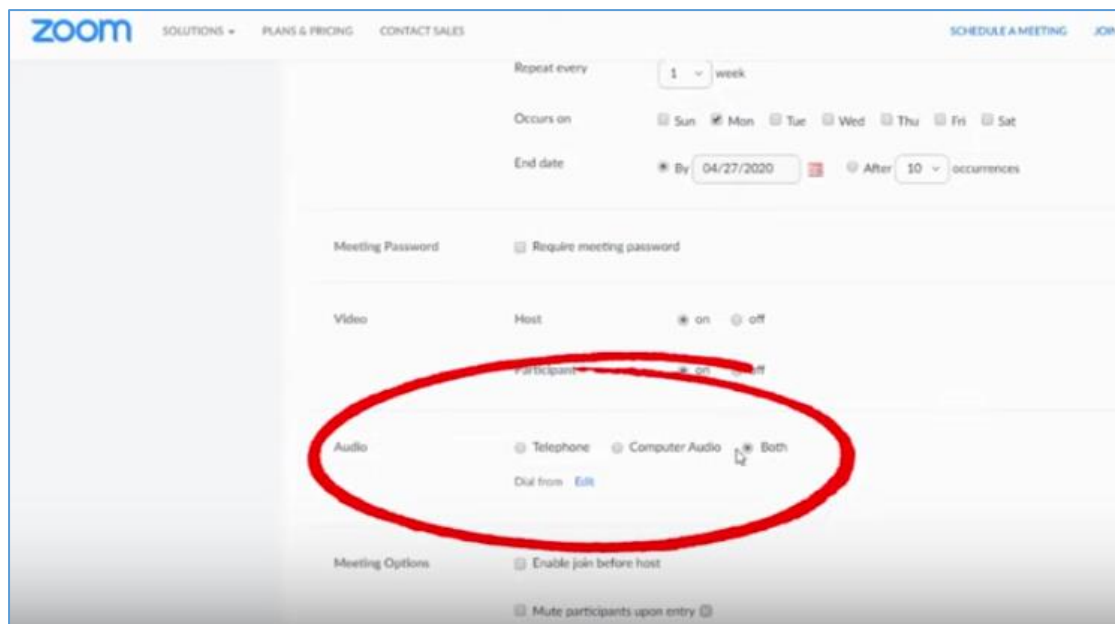 zoom SOLUTIONS PLANS & PRICING CONTACT SALES SCHEDULE A MEETING JOIN
Repeat every 1 week
Occurs on Sun Mon Tue Wed Thu Fri Sat
End date By 04/27/2020 After 10 occurrences
Meeting Password Require meeting password
Video Host on off
Participant on off
Audio Telephone Computer Audio Both
Dial from Edit
Meeting Options Enable join before host
Mute participants upon entry